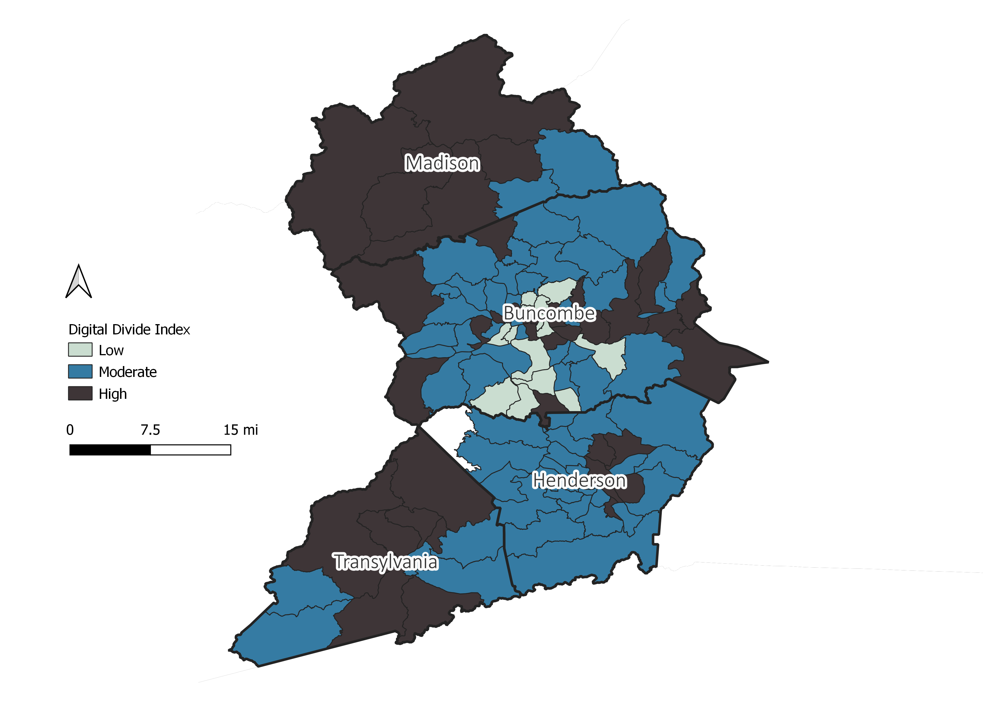 Madison
Buncombe
Digital Divide Index
Low
Moderate
High
0 7.5 15 mi
Henderson
Transylvania